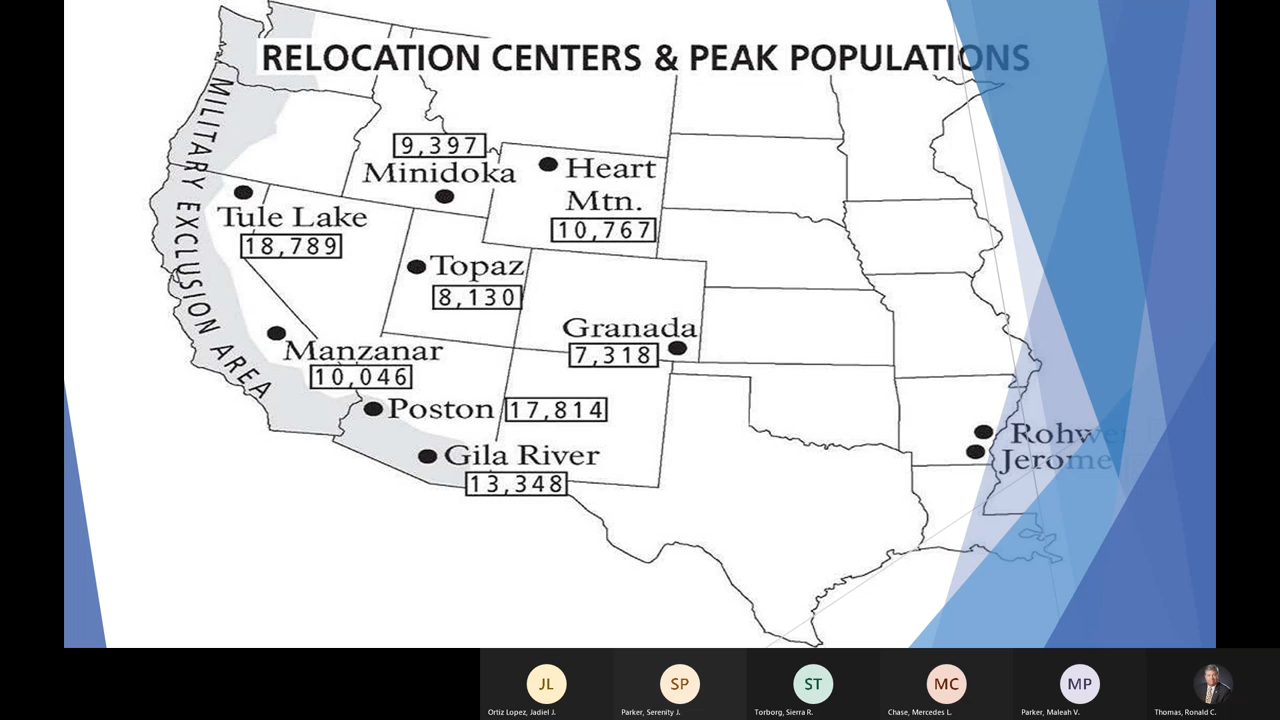 RELOCATION CENTERS & PEAK POPULATIONS
MILITARY EXCLUSION AREA
9,397
Minidoka
Heart
Mtn.
10,767
Tule Lake
18,789
Topaz
8,130
Granada
7,318
Manzanar
10,046
Poston 17,814
Gila River
13,348
Rohwer
Jerome
JL
SP
ST
MC
MP
Ortiz Lopez, Jadiel J.
Parker, Serenity J.
Torborg, Sierra R.
Chase, Mercedes L.
Parker, Maleah V.
Thomas, Ronald C.